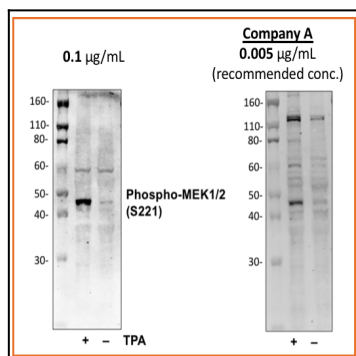 0.1 µg/mL
160-
110-
80-
60-
50-
40-
30-
Phospho-MEK1/2
(S221)
+ – TPA
Company A
0.005 µg/mL
(recommended conc.)
160-
110-
80-
60-
50-
40-
30-
+ –